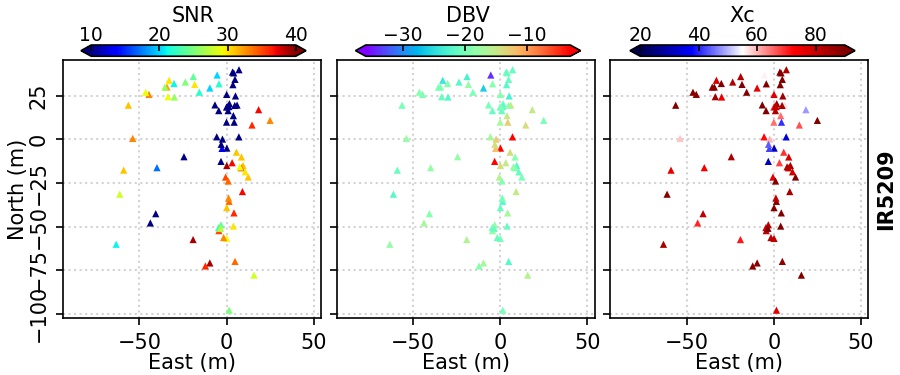 SNR DBV Xc
10 20 30 40 −30 −20 −10 20 40 60 80
25
0
−25
−50
−75
−100
North (m)
−50 0 50 −50 0 50 −50 0 50
East (m) East (m) East (m)
IR5209